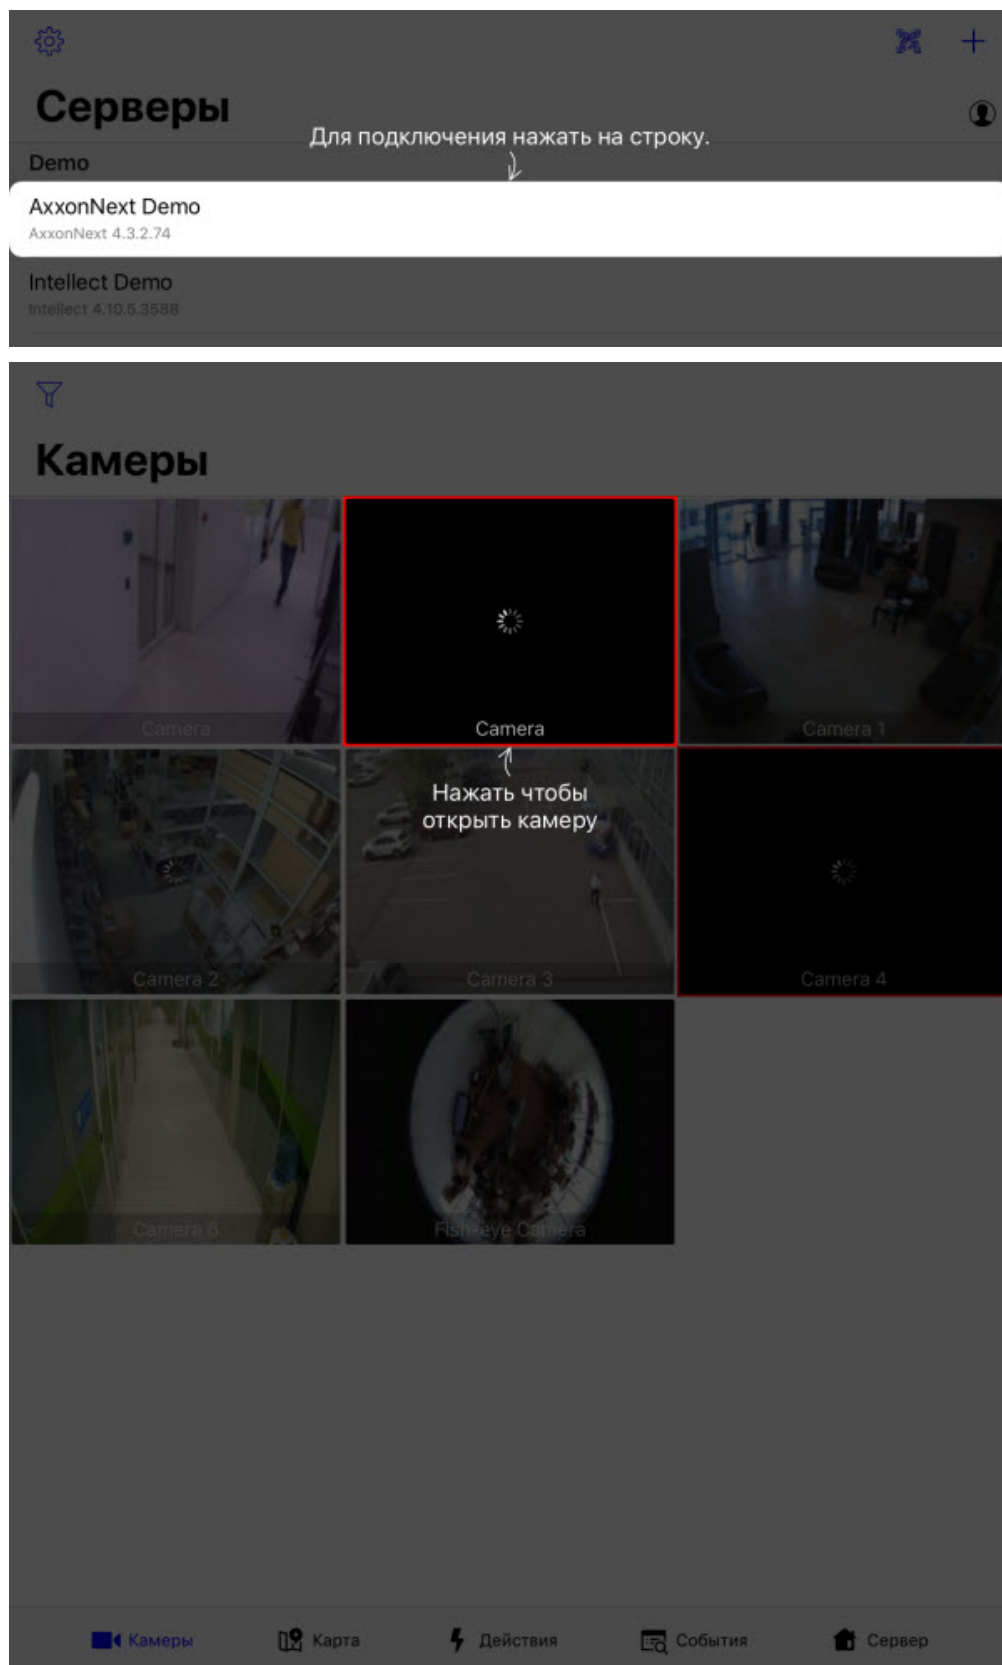 Серверы
Для подключения нажать на строку.
Demo
AxxonNext Demo
AxxonNext 4.3.2.74
Intellect Demo
Intellect 4.10.5.3588
Камеры
Camera
Camera
Camera 1
Нажать чтобы
открыть камеру
Camera 2
Camera 3
Camera 4
Camera 6
Fish-eye Camera
Камеры
Карта
Действия
События
Сервер